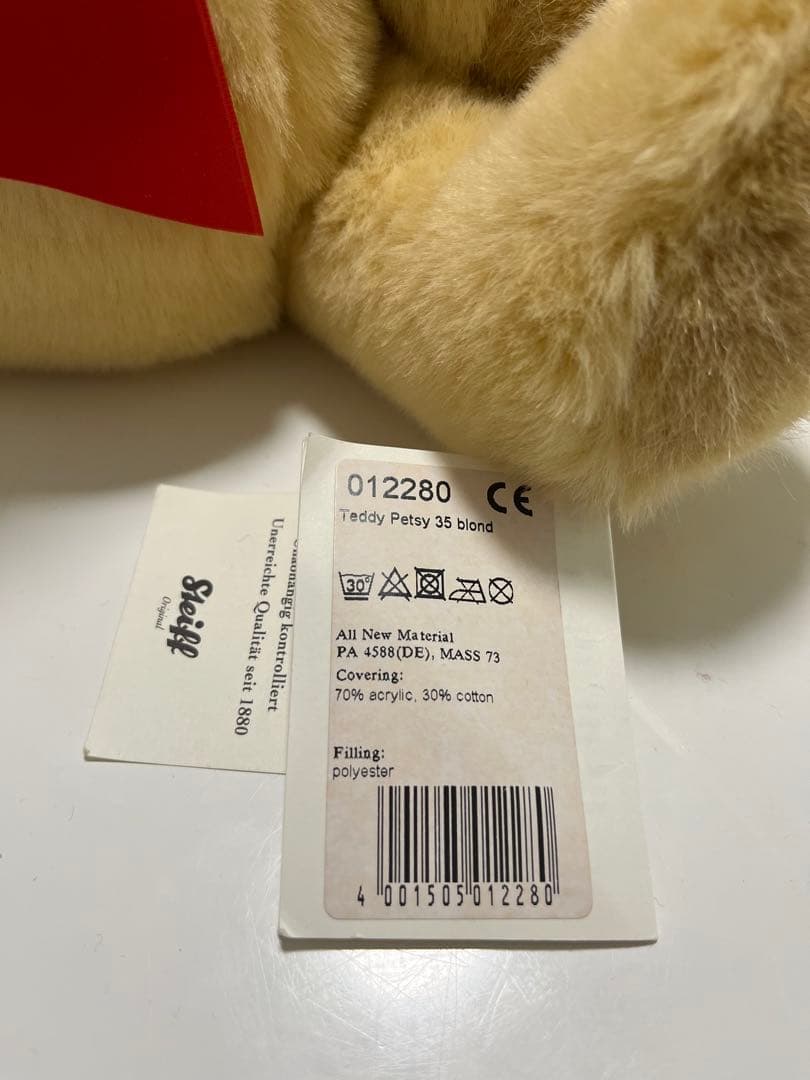 012280 CE
Teddy Petsy 35 blond
30°
All New Material
PA 4588(DE), MASS 73
Covering:
70% acrylic, 30% cotton
Filling:
polyester
4 001505 012280
kontrolliert
Unerreichte Qualität seit 1880
Steiff
Original